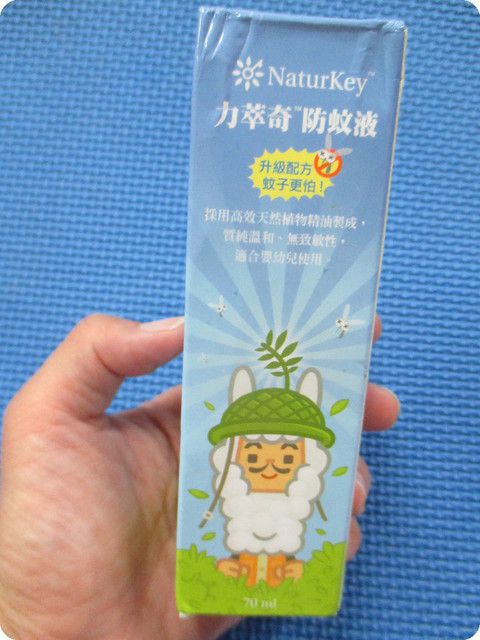 NaturKey™
力萃奇™防蚊液
升級配方
蚊子更怕！
採用高效天然植物精油製成，
質純溫和、無致敏性，
適合嬰幼兒使用。
70 ml